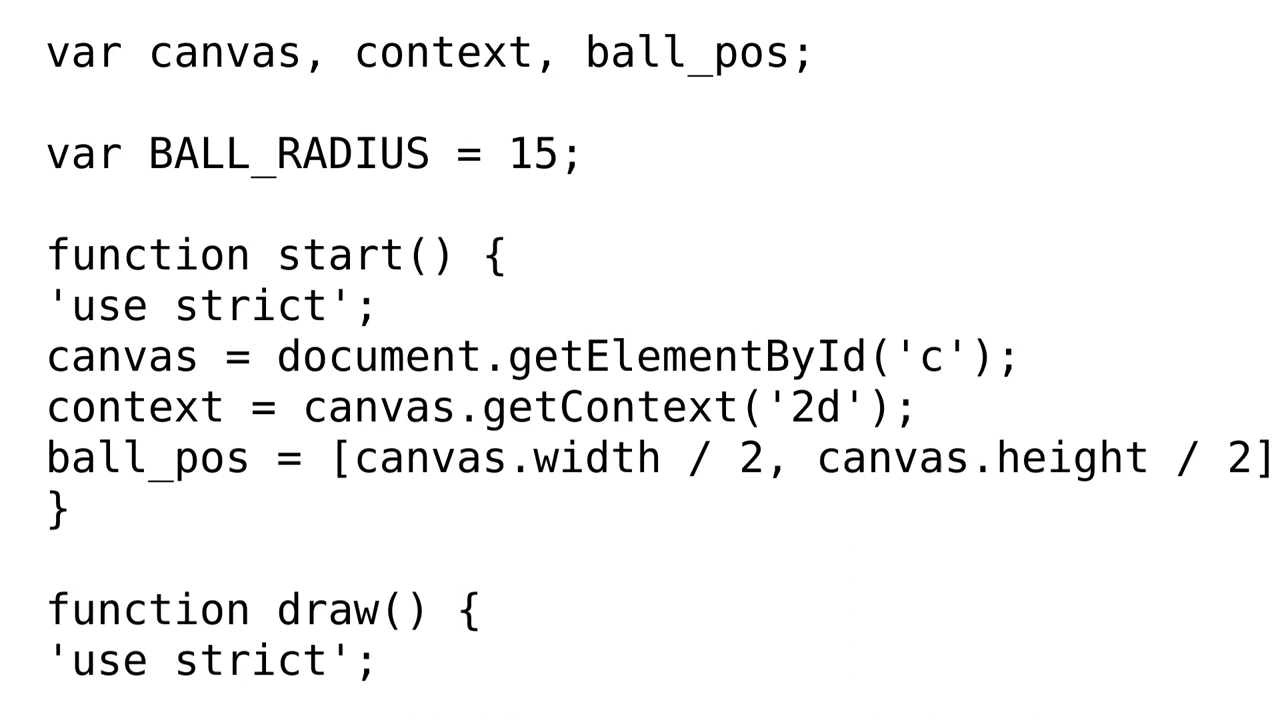 var canvas, context, ball_pos;
var BALL_RADIUS = 15;
function start() {
'use strict';
canvas = document.getElementById('c');
context = canvas.getContext('2d');
ball_pos = [canvas.width / 2, canvas.height / 2]
}
function draw() {
'use strict';